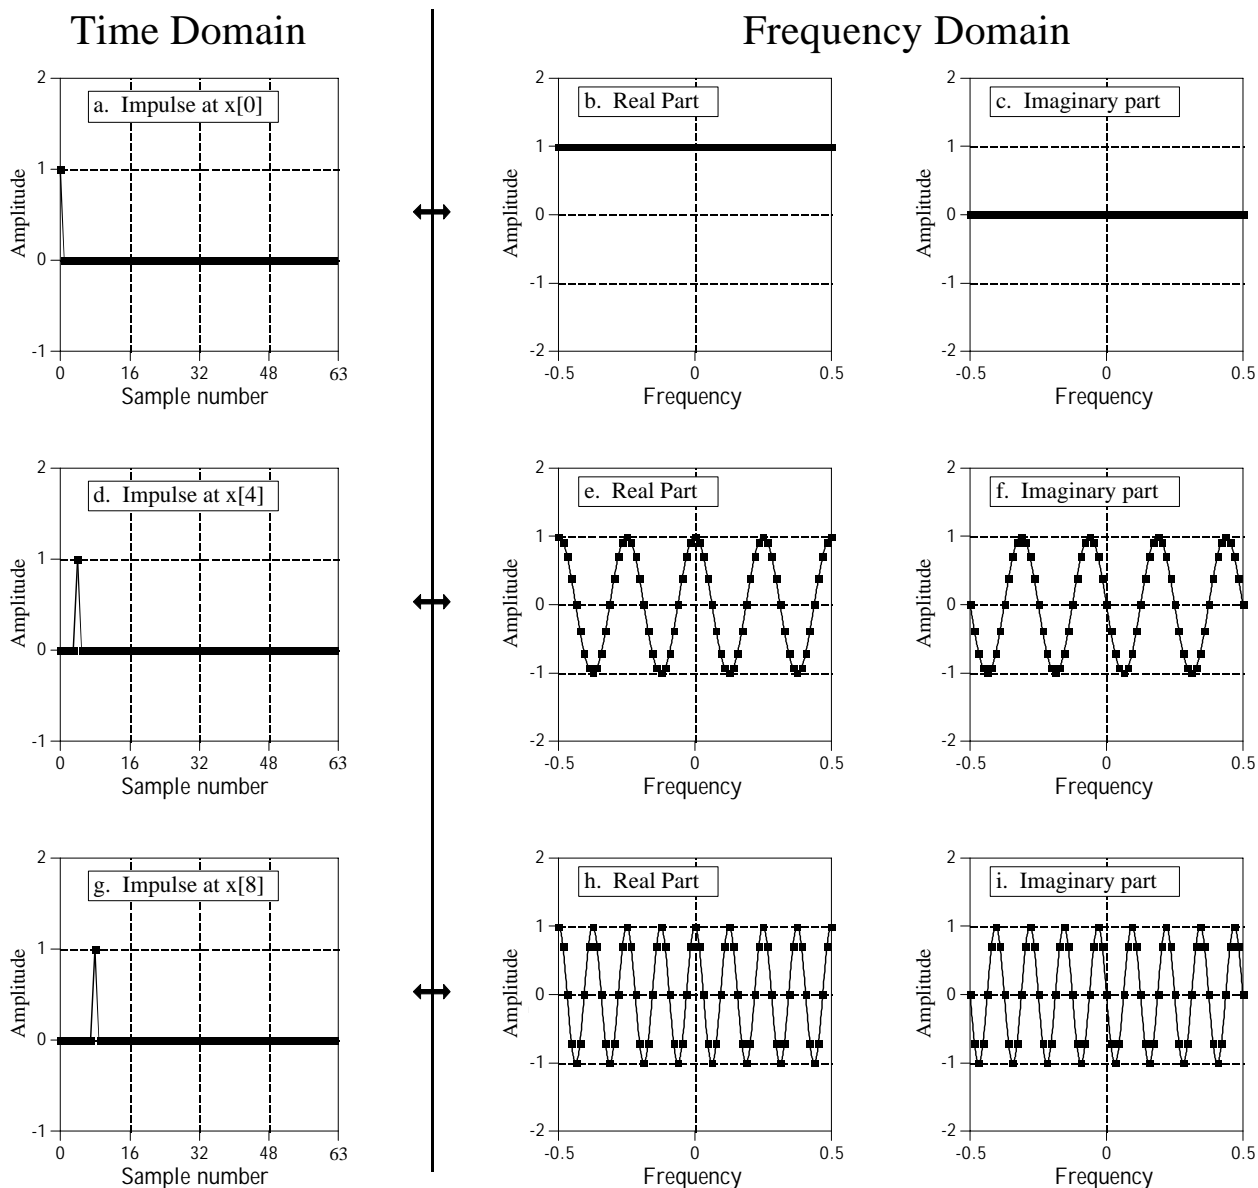 Time Domain
Frequency Domain
a. Impulse at x[0]
2
1
0
-1
0 16 32 48 63
Sample number
Amplitude
b. Real Part
2
1
0
-1
-2
-0.5 0 0.5
Frequency
Amplitude
c. Imaginary part
2
1
0
-1
-2
-0.5 0 0.5
Frequency
Amplitude
d. Impulse at x[4]
2
1
0
-1
0 16 32 48 63
Sample number
Amplitude
e. Real Part
2
1
0
-1
-2
-0.5 0 0.5
Frequency
Amplitude
f. Imaginary part
2
1
0
-1
-2
-0.5 0 0.5
Frequency
Amplitude
g. Impulse at x[8]
2
1
0
-1
0 16 32 48 63
Sample number
Amplitude
h. Real Part
2
1
0
-1
-2
-0.5 0 0.5
Frequency
Amplitude
i. Imaginary part
2
1
0
-1
-2
-0.5 0 0.5
Frequency
Amplitude